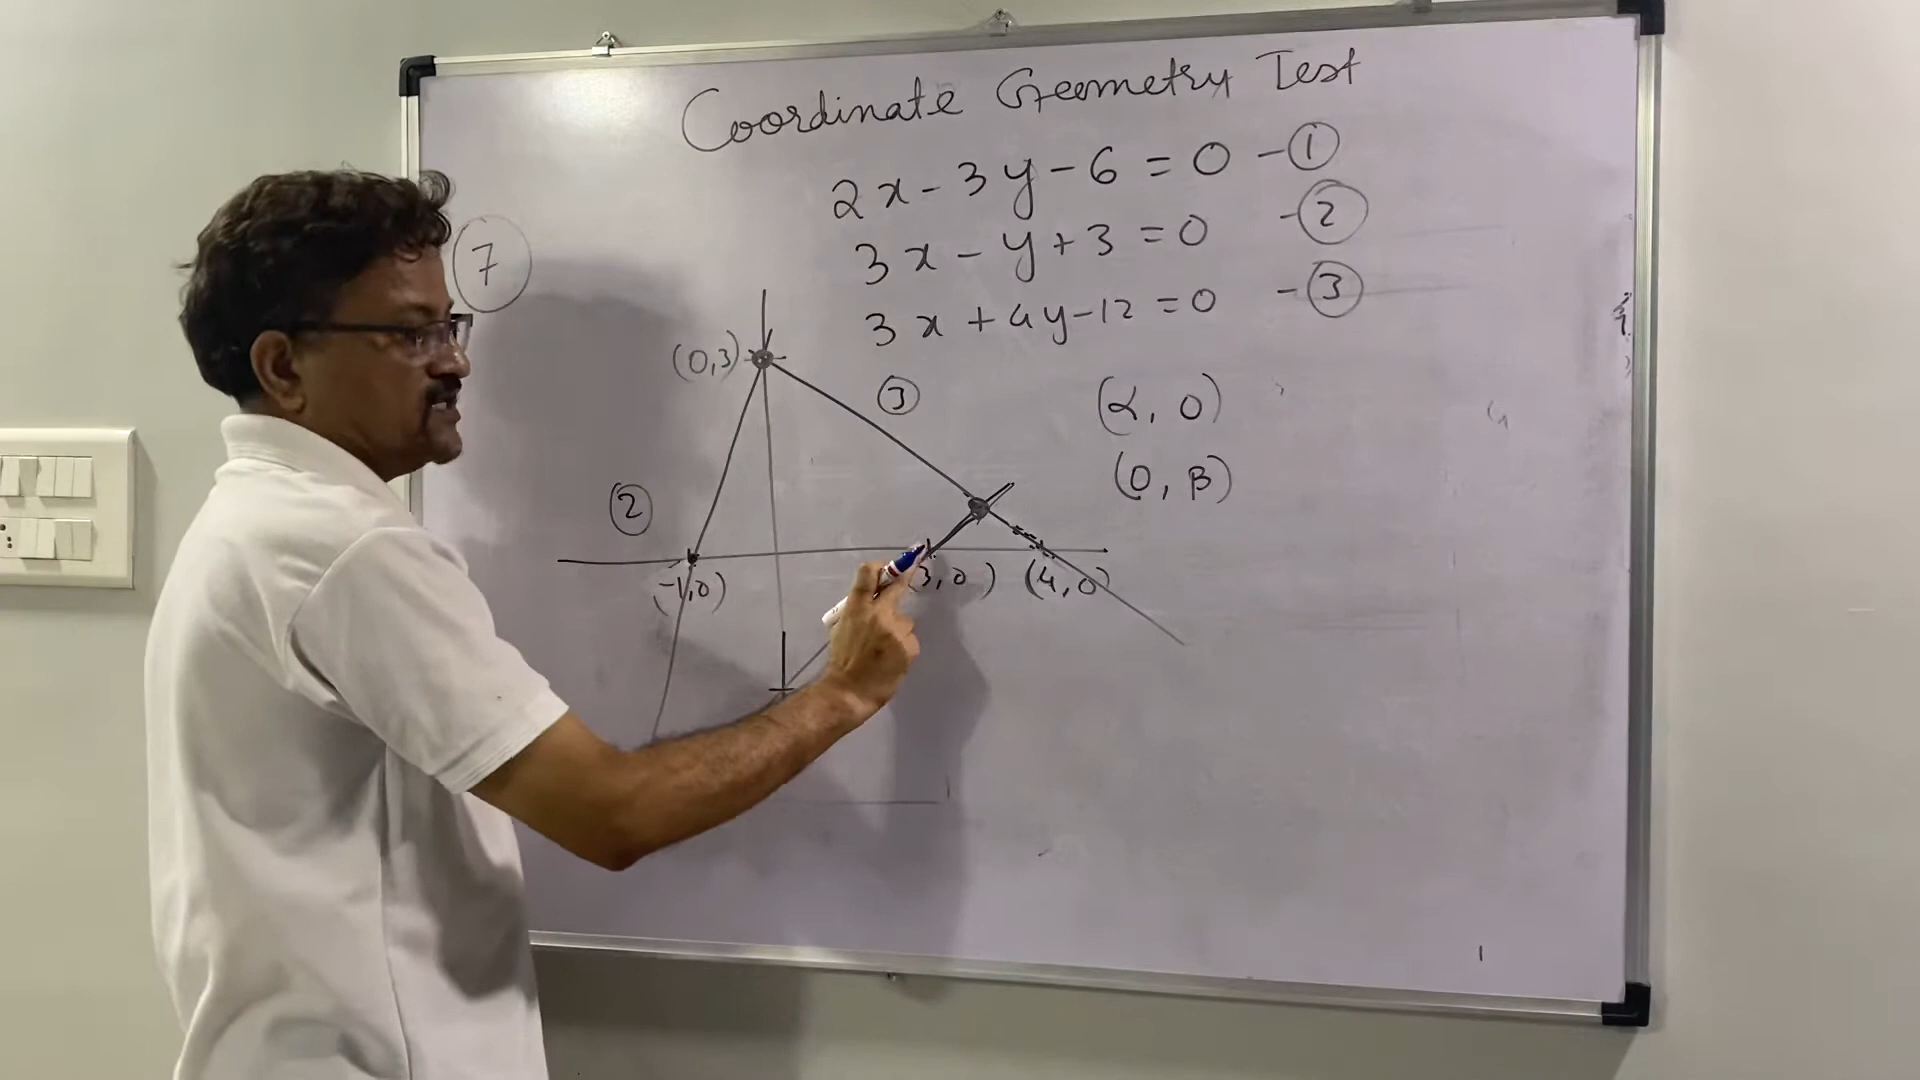 Coordinate Geometry Test
2x - 3y - 6 = 0 - ①
7
3x - y + 3 = 0 - ②
3x + 4y - 12 = 0 - ③
(0,3)
③
(α, 0)
(0, β)
②
(-1,0)
3,0)
(4,0)